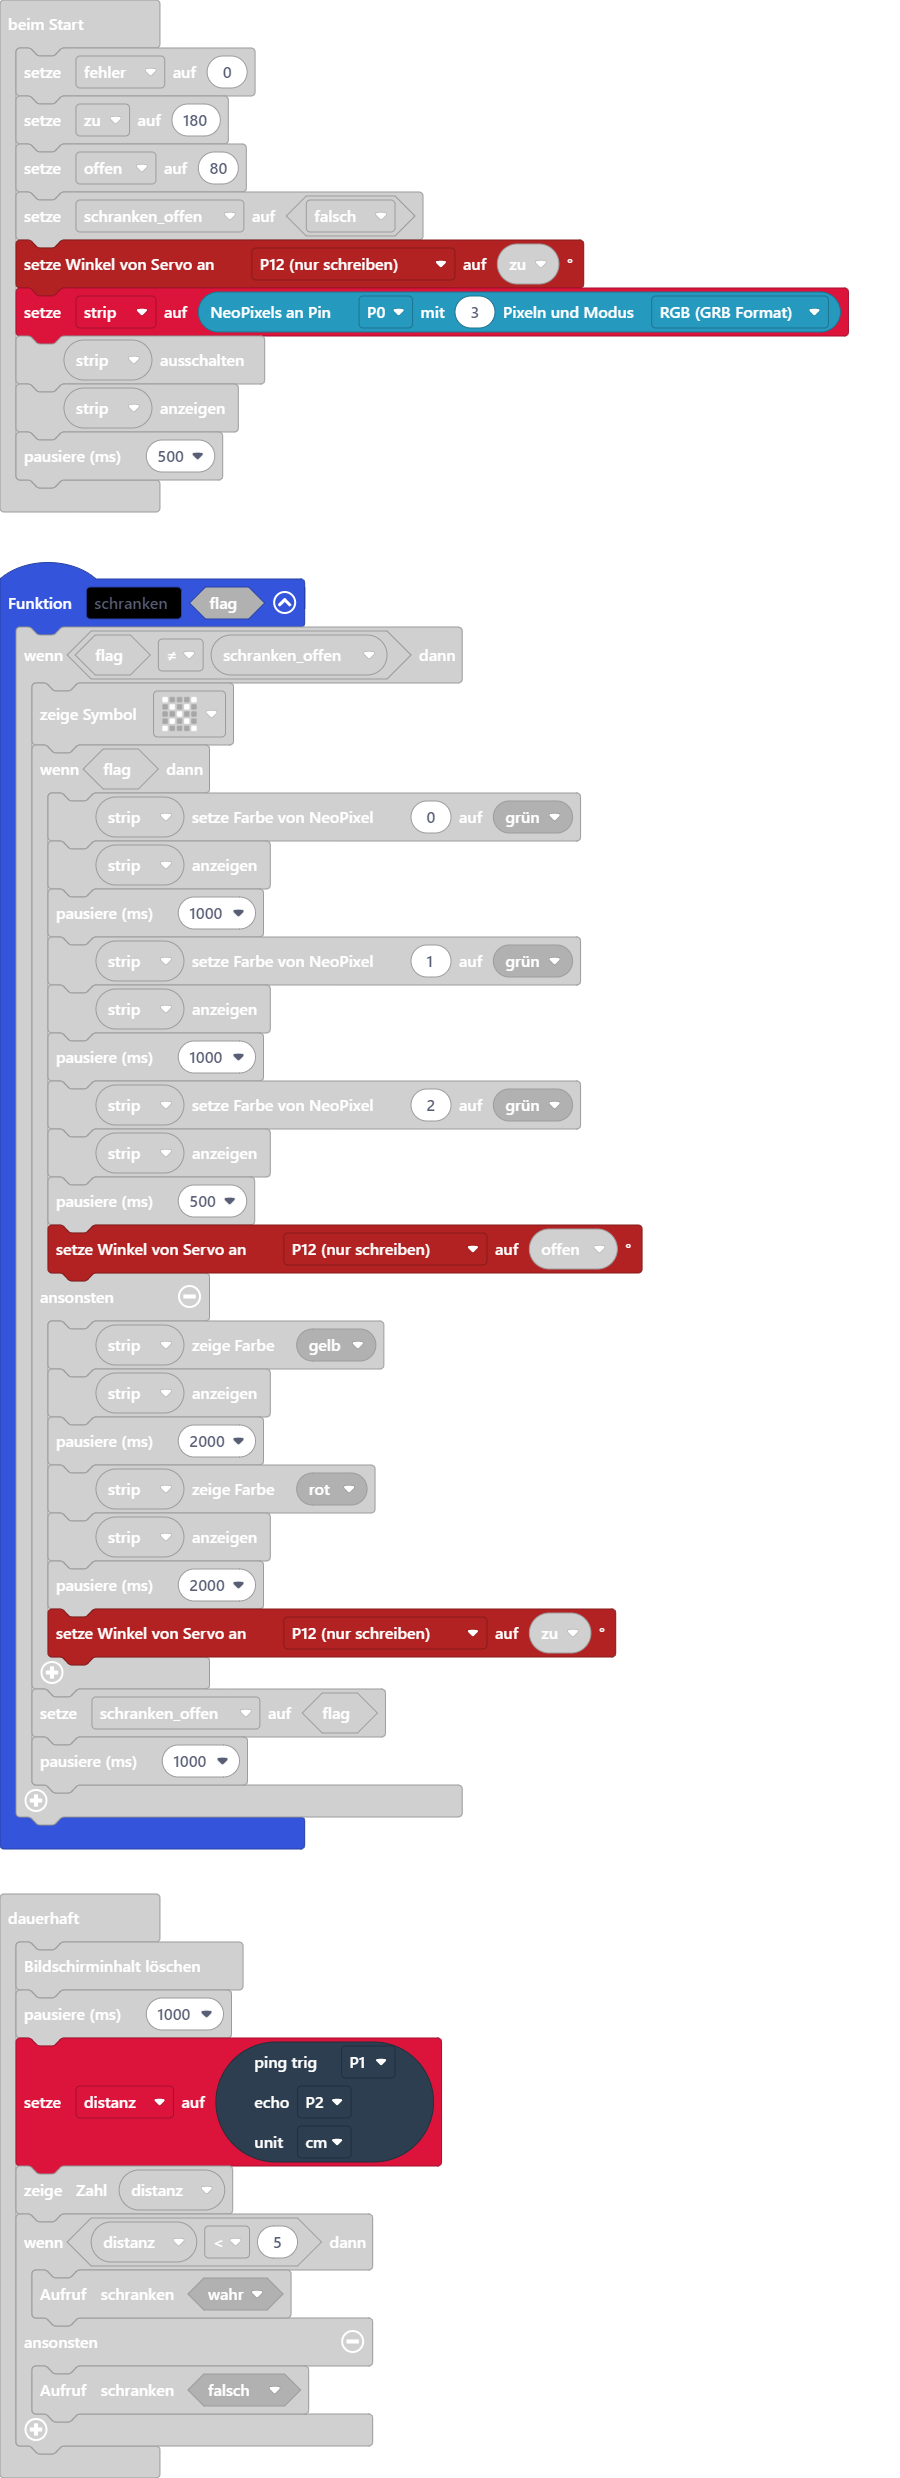 beim Start
setze fehler auf 0
setze zu auf 180
setze offen auf 80
setze schranken_offen auf falsch
setze Winkel von Servo an P12 (nur schreiben) auf zu °
setze strip auf NeoPixels an Pin P0 mit 3 Pixeln und Modus RGB (GRB Format)
strip ausschalten
strip anzeigen
pausiere (ms) 500
Funktion schranken flag
wenn flag ≠ schranken_offen dann
zeige Symbol
wenn flag dann
strip setze Farbe von NeoPixel 0 auf grün
strip anzeigen
pausiere (ms) 1000
strip setze Farbe von NeoPixel 1 auf grün
strip anzeigen
pausiere (ms) 1000
strip setze Farbe von NeoPixel 2 auf grün
strip anzeigen
pausiere (ms) 500
setze Winkel von Servo an P12 (nur schreiben) auf offen °
ansonsten
strip zeige Farbe gelb
strip anzeigen
pausiere (ms) 2000
strip zeige Farbe rot
strip anzeigen
pausiere (ms) 2000
setze Winkel von Servo an P12 (nur schreiben) auf zu °
setze schranken_offen auf flag
pausiere (ms) 1000
dauerhaft
Bildschirminhalt löschen
pausiere (ms) 1000
ping trig P1
setze distanz auf echo P2
unit cm
zeige Zahl distanz
wenn distanz < 5 dann
Aufruf schranken wahr
ansonsten
Aufruf schranken falsch